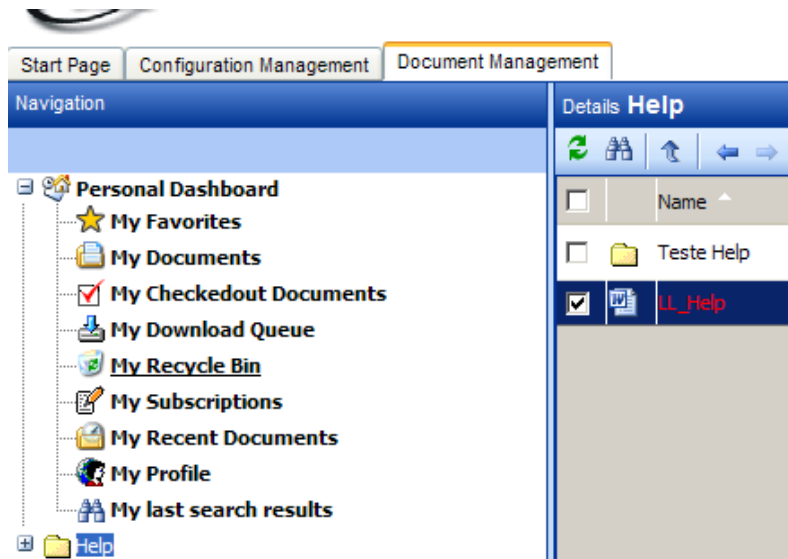 Start Page Configuration Management Document Management
Navigation
Details Help
Name
Personal Dashboard
My Favorites
My Documents
My Checkedout Documents
My Download Queue
My Recycle Bin
My Subscriptions
My Recent Documents
My Profile
My last search results
Help
Teste Help
LL_Help